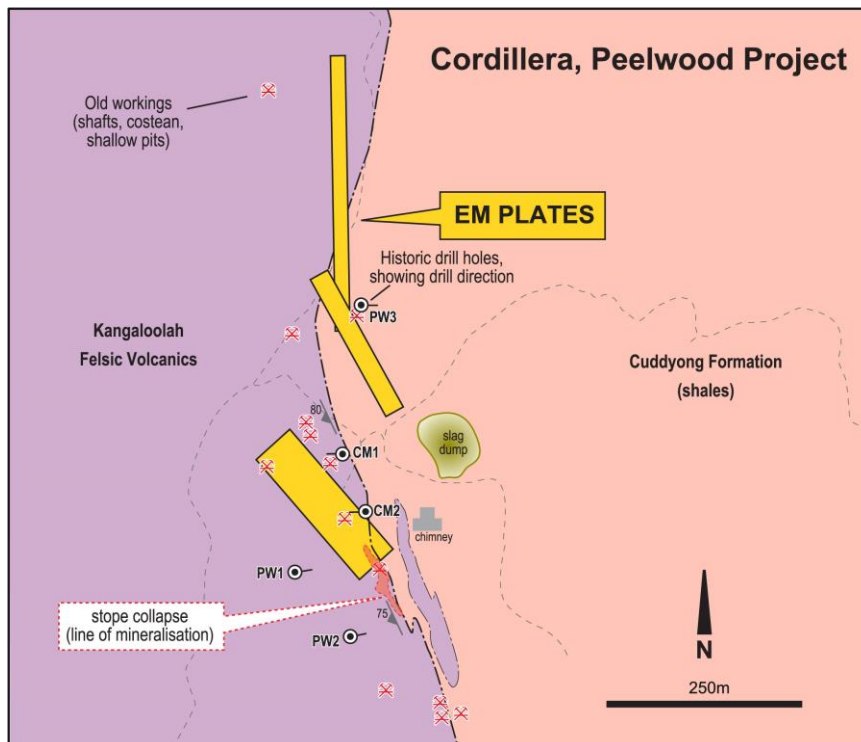 Cordillera, Peelwood Project
Old workings
(shafts, costean,
shallow pits)
EM PLATES
Historic drill holes,
showing drill direction
PW3
Kangaloolah
Felsic Volcanics
Cuddyong Formation
(shales)
80
slag
dump
CM1
CM2
chimney
PW1
stope collapse
(line of mineralisation)
75
PW2
N
250m